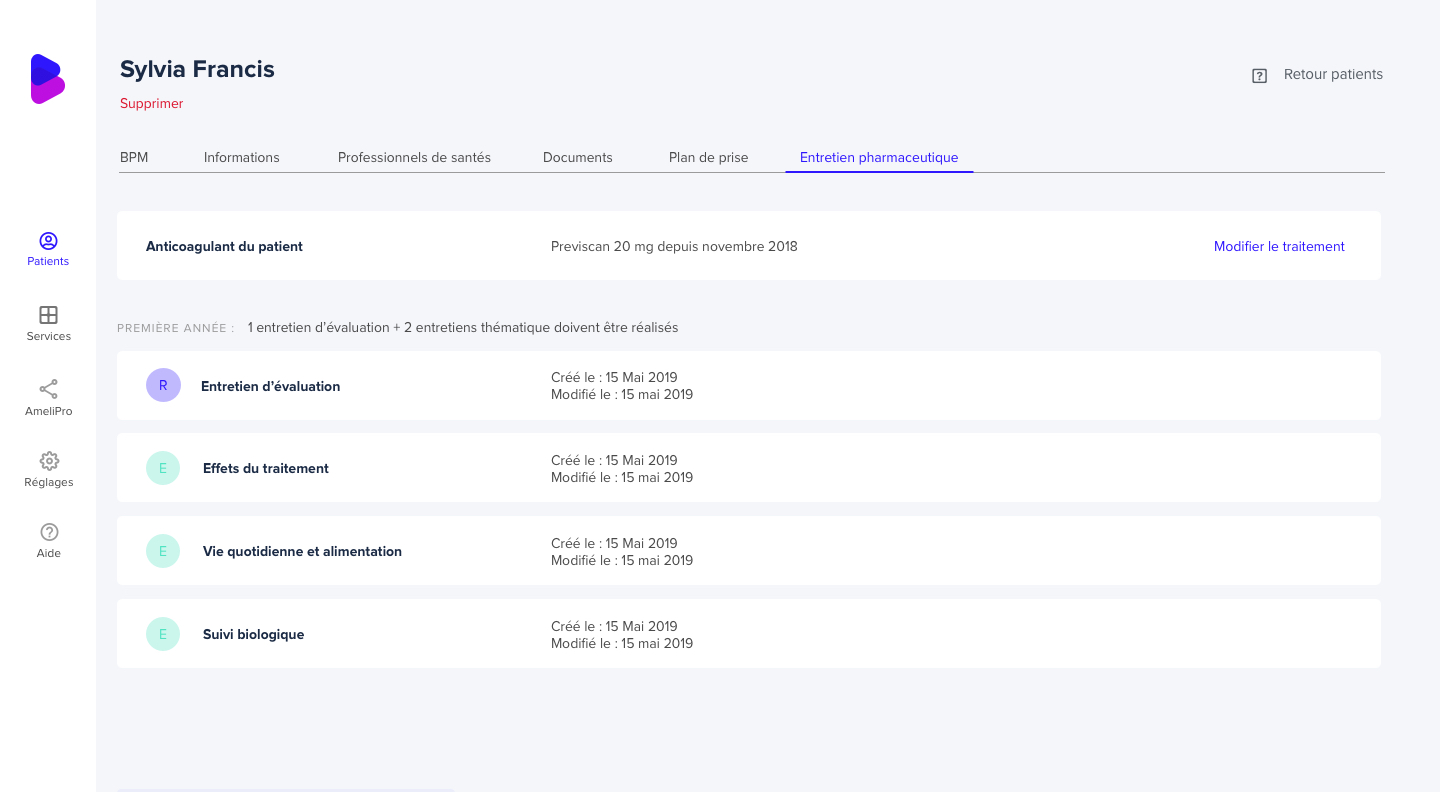 Sylvia Francis
Retour patients
Supprimer
BPM Informations Professionnels de santés Documents Plan de prise Entretien pharmaceutique
Anticoagulant du patient Previscan 20 mg depuis novembre 2018 Modifier le traitement
Patients
Services
AmeliPro
Réglages
Aide
PREMIÈRE ANNÉE : 1 entretien d’évaluation + 2 entretiens thématique doivent être réalisés
R Entretien d’évaluation
Créé le : 15 Mai 2019
Modifié le : 15 mai 2019
E Effets du traitement
Créé le : 15 Mai 2019
Modifié le : 15 mai 2019
E Vie quotidienne et alimentation
Créé le : 15 Mai 2019
Modifié le : 15 mai 2019
E Suivi biologique
Créé le : 15 Mai 2019
Modifié le : 15 mai 2019